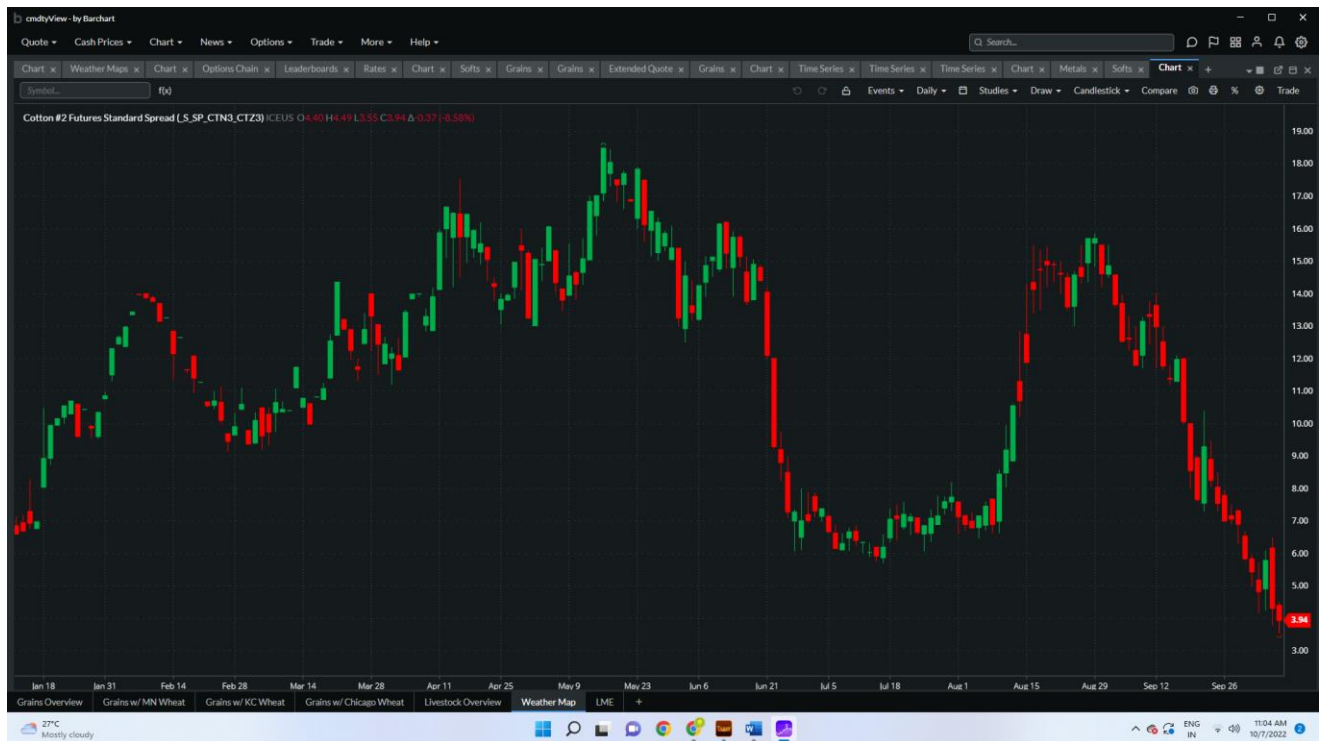 cmdtyView - by Barchart
Quote Cash Prices Chart News Options Trade More Help Search...
Chart x Weather Maps x Chart x Options Chain x Leaderboards x Rates x Chart x Softs x Grains x Grains x Extended Quote x Grains x Chart x Time Series x Time Series x Time Series x Chart x Metals x Softs x Chart x +
Symbol... f(x) Events Daily Studies Draw Candlestick Compare % Trade
Cotton #2 Futures Standard Spread (_S_SP_CTN3_CTZ3) ICEUS O4.40 H4.49 L3.55 C3.94 Δ-0.37 (-8.58%)
19.00
18.00
17.00
16.00
15.00
14.00
13.00
12.00
11.00
10.00
9.00
8.00
7.00
6.00
5.00
3.94
3.00
Jan 18 Jan 31 Feb 14 Feb 28 Mar 14 Mar 28 Apr 11 Apr 25 May 9 May 23 Jun 6 Jun 21 Jul 5 Jul 18 Aug 1 Aug 15 Aug 29 Sep 12 Sep 26
Grains Overview Grains w/ MN Wheat Grains w/ KC Wheat Grains w/ Chicago Wheat Livestock Overview Weather Map LME +
27°C ENG 11:04 AM
Mostly cloudy IN 10/7/2022 2